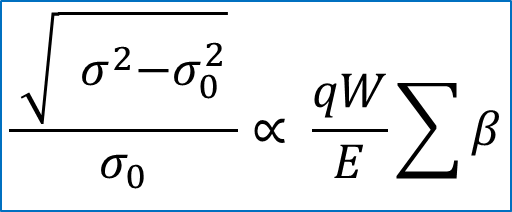 √(σ²−σ₀²) / σ₀ ∝ qW / E ∑ β